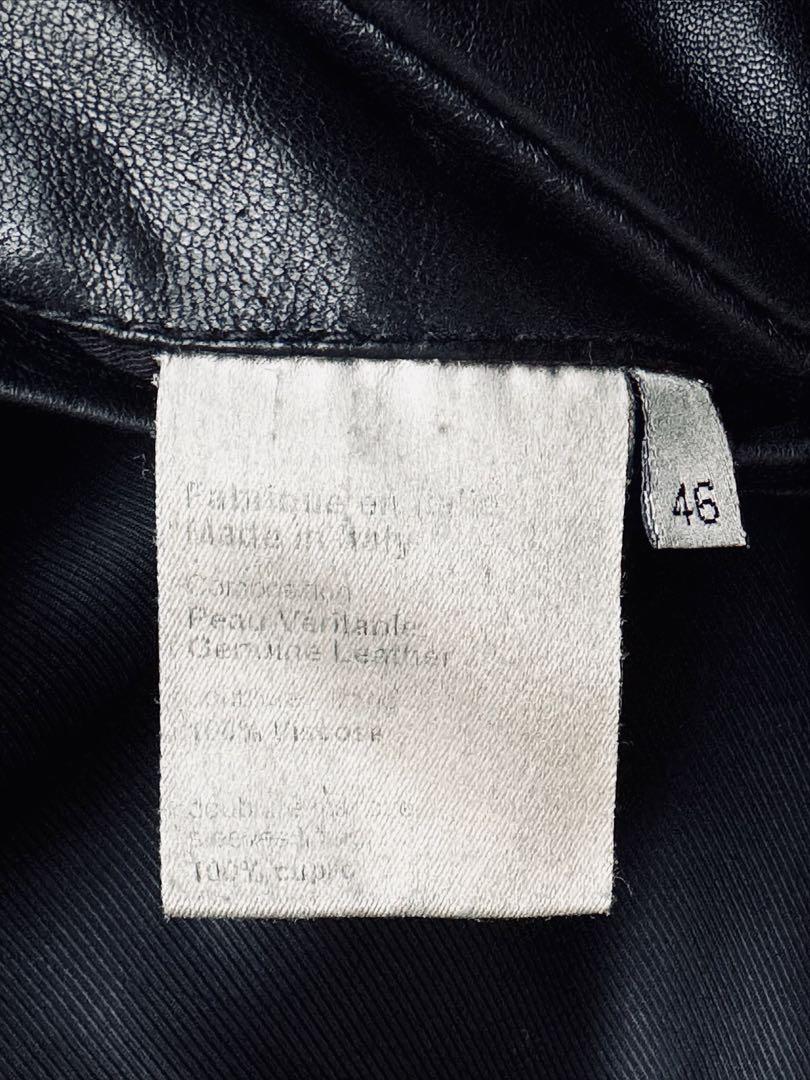 Fabriqué en Italie
Made in Italy
Composition
Peau Véritable
Genuine Leather
100% Viscose
100% cupro
46